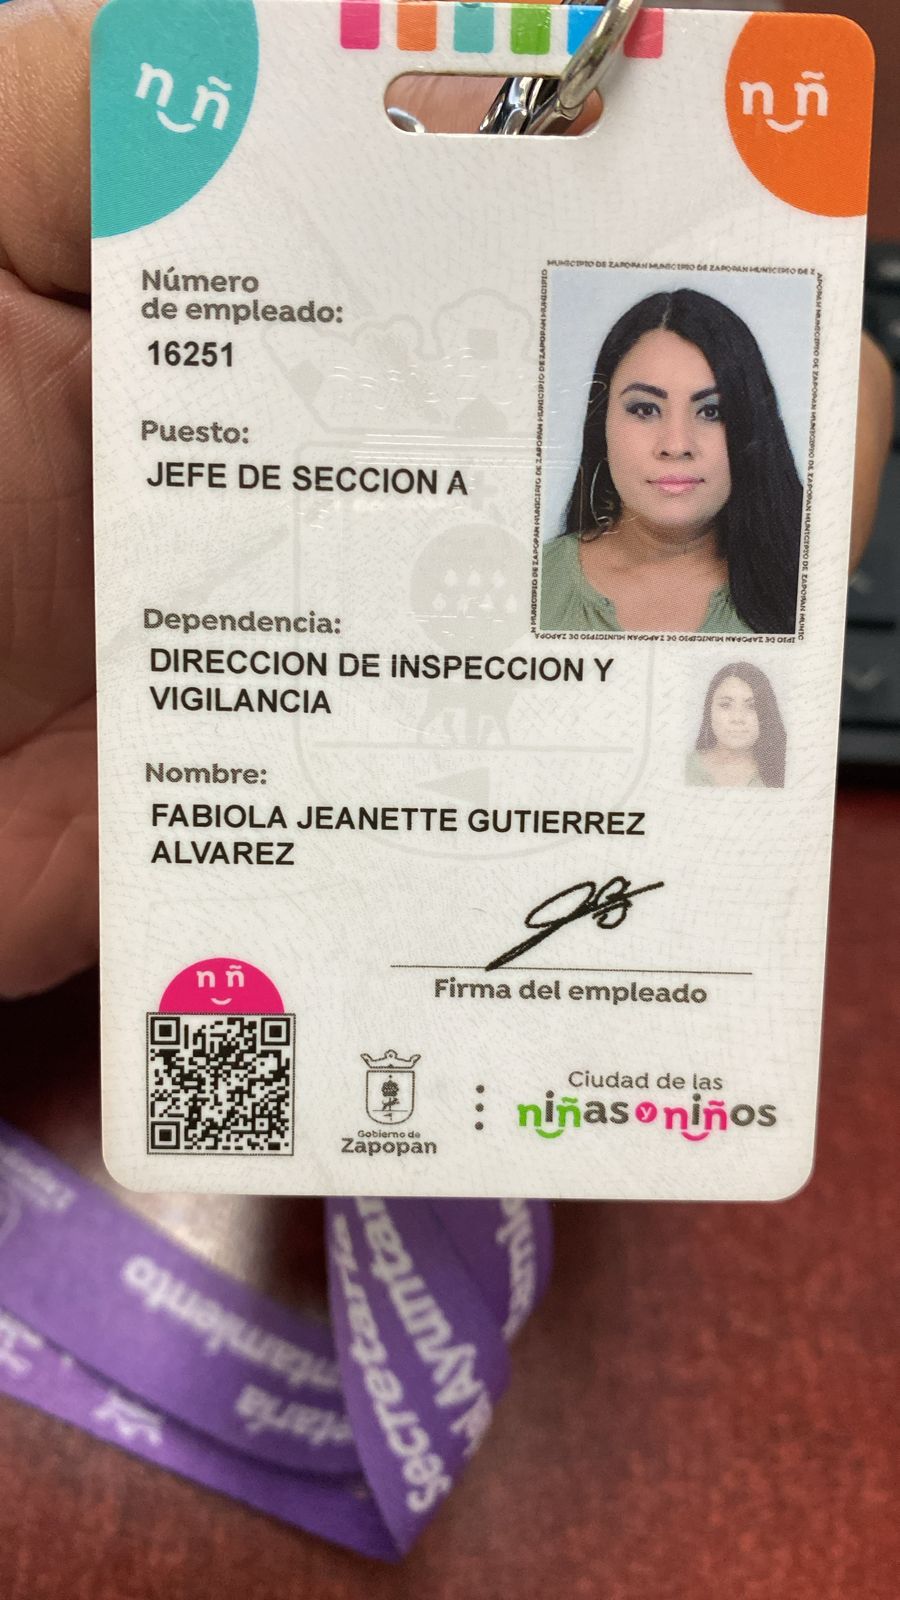 nñ
nñ
Número
de empleado:
16251
Puesto:
JEFE DE SECCION A
Dependencia:
DIRECCION DE INSPECCION Y
VIGILANCIA
Nombre:
FABIOLA JEANETTE GUTIERREZ
ALVAREZ
MUNICIPIO DE ZAPOPAN MUNICIPIO DE ZAPOPAN MUNICIPIO DE Z
Firma del empleado
nñ
Gobierno de
Zapopan
Ciudad de las
niñas y niños
Secretaría
del Ayuntamiento